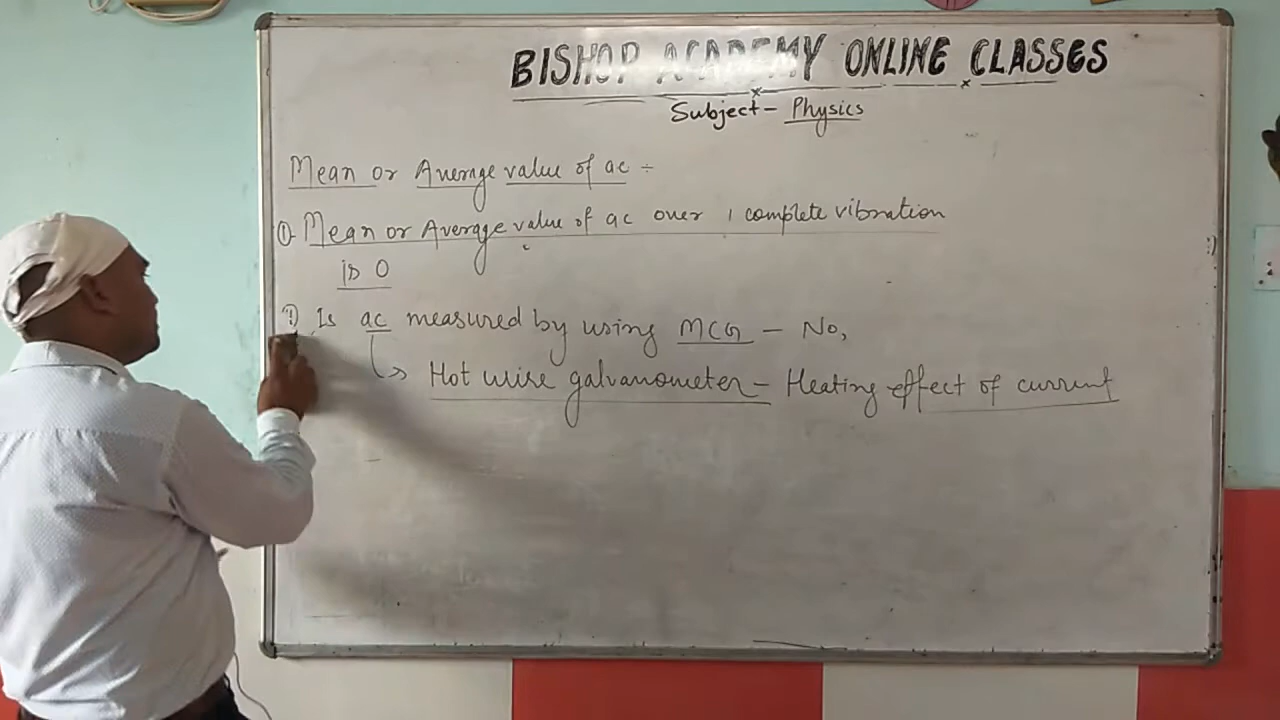 BISHOP ACADEMY ONLINE CLASSES
Subject- Physics
Mean or Average value of ac ÷
① Mean or Average value of ac over 1 complete vibration
is 0
Is ac measured by using MCG - No,
↳ Hot wire galvanometer - Heating effect of current